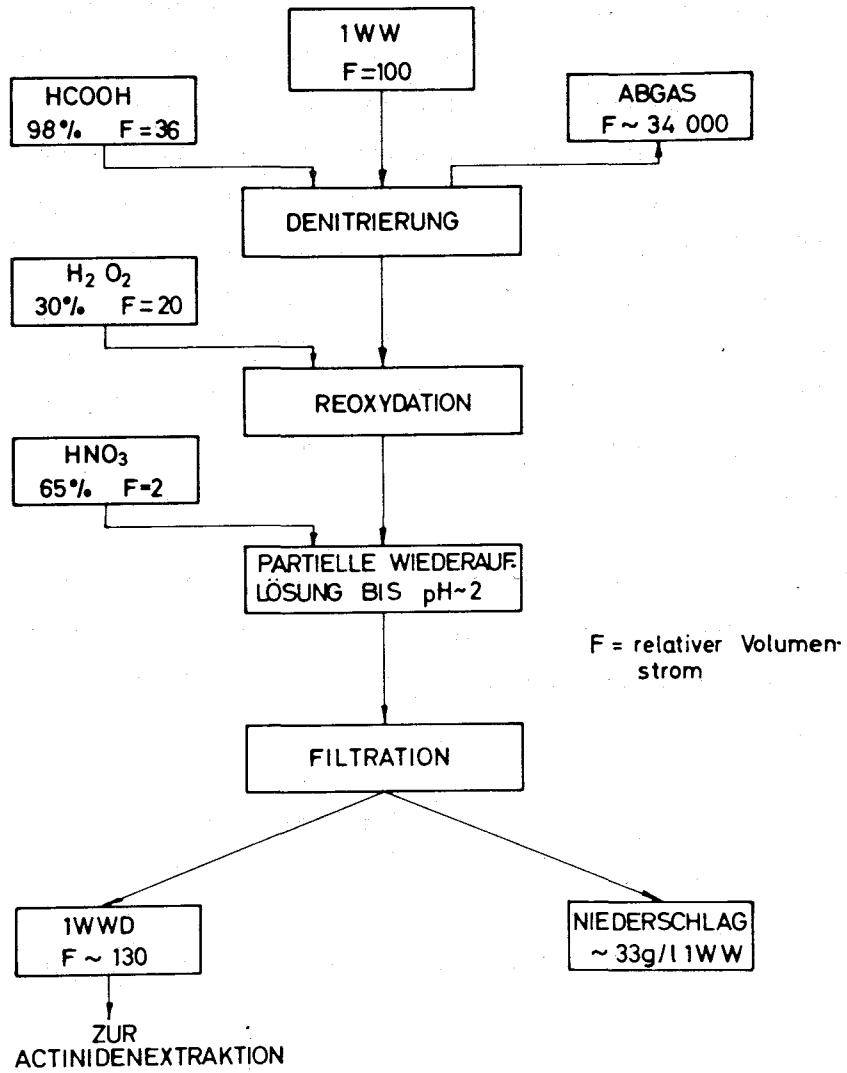 1WW
F=100
HCOOH
98% F=36
ABGAS
F~ 34 000
DENITRIERUNG
H₂ O₂
30% F=20
REOXYDATION
HNO₃
65% F=2
PARTIELLE WIEDERAUF-
LÖSUNG BIS pH~2
F = relativer Volumen-
strom
FILTRATION
1WWD
F ~ 130
NIEDERSCHLAG
~ 33g/l 1WW
ZUR
ACTINIDENEXTRAKTION